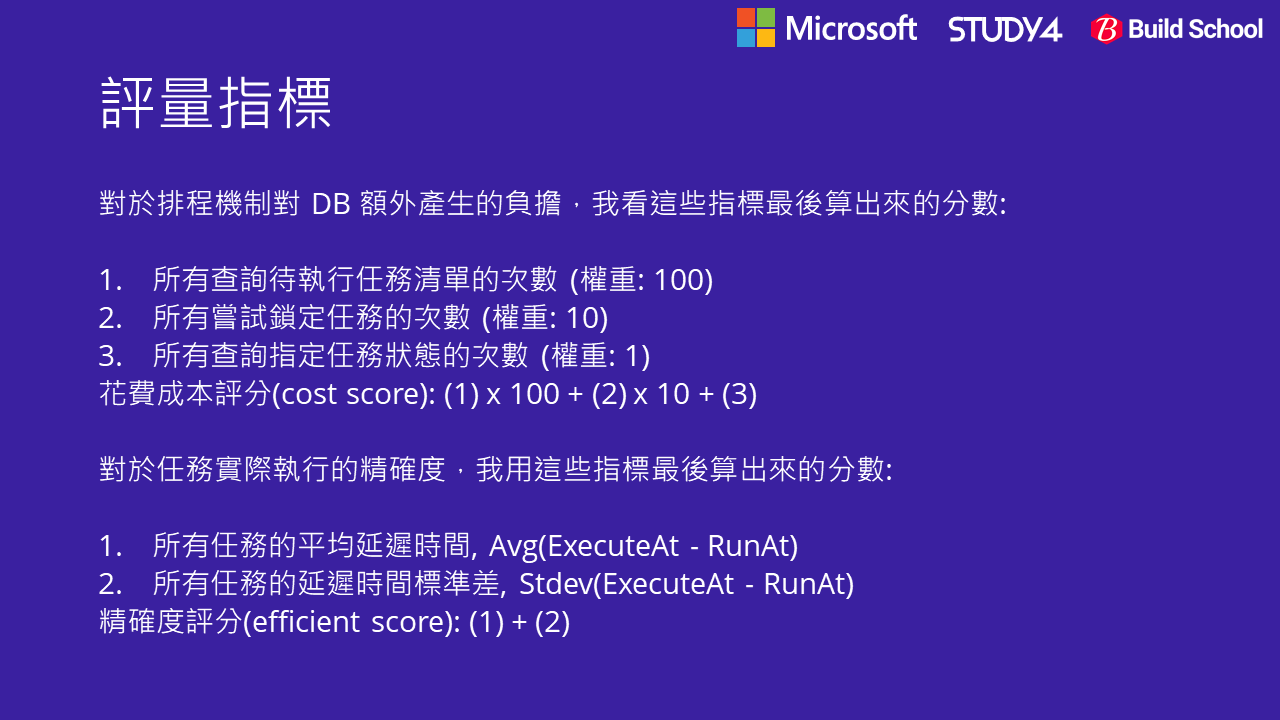 Microsoft STUDY4 Build School
評量指標
對於排程機制對 DB 額外產生的負擔，我看這些指標最後算出來的分數:
1. 所有查詢待執行任務清單的次數 (權重: 100)
2. 所有嘗試鎖定任務的次數 (權重: 10)
3. 所有查詢指定任務狀態的次數 (權重: 1)
花費成本評分(cost score): (1) x 100 + (2) x 10 + (3)
對於任務實際執行的精確度，我用這些指標最後算出來的分數:
1. 所有任務的平均延遲時間, Avg(ExecuteAt - RunAt)
2. 所有任務的延遲時間標準差, Stdev(ExecuteAt - RunAt)
精確度評分(efficient score): (1) + (2)